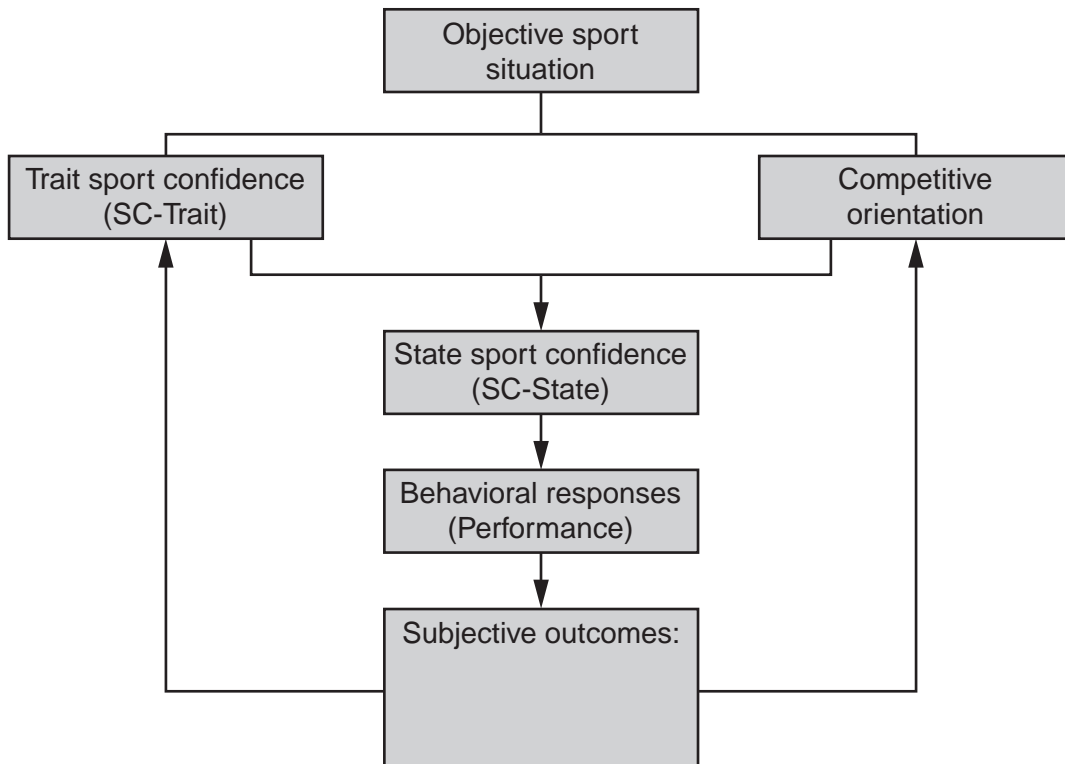 Objective sport
situation
Trait sport confidence
(SC-Trait)
Competitive
orientation
State sport confidence
(SC-State)
Behavioral responses
(Performance)
Subjective outcomes: